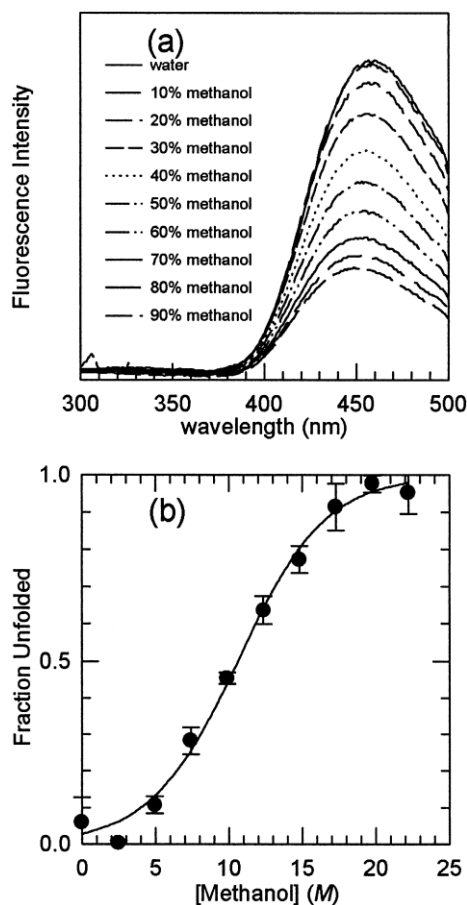 (a)
water
10% methanol
20% methanol
30% methanol
40% methanol
50% methanol
60% methanol
70% methanol
80% methanol
90% methanol
Fluorescence Intensity
300 350 400 450 500
wavelength (nm)
(b)
1.0
0.5
0.0
Fraction Unfolded
0 5 10 15 20 25
[Methanol] (M)